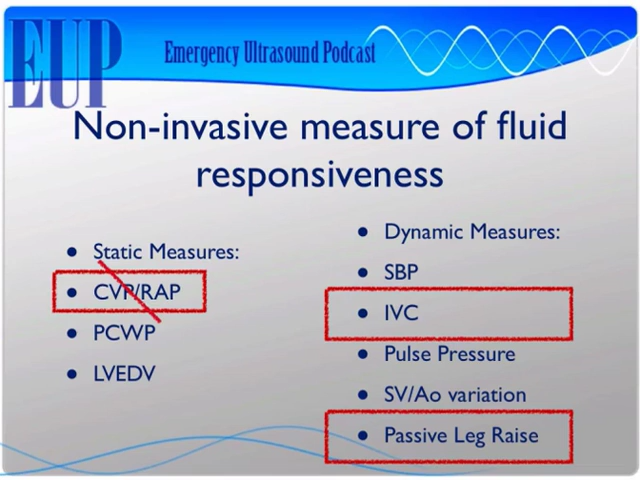 EUP
Emergency Ultrasound Podcast
Non-invasive measure of fluid
responsiveness
• Static Measures:
• CVP/RAP
• PCWP
• LVEDV
• Dynamic Measures:
• SBP
• IVC
• Pulse Pressure
• SV/Ao variation
• Passive Leg Raise